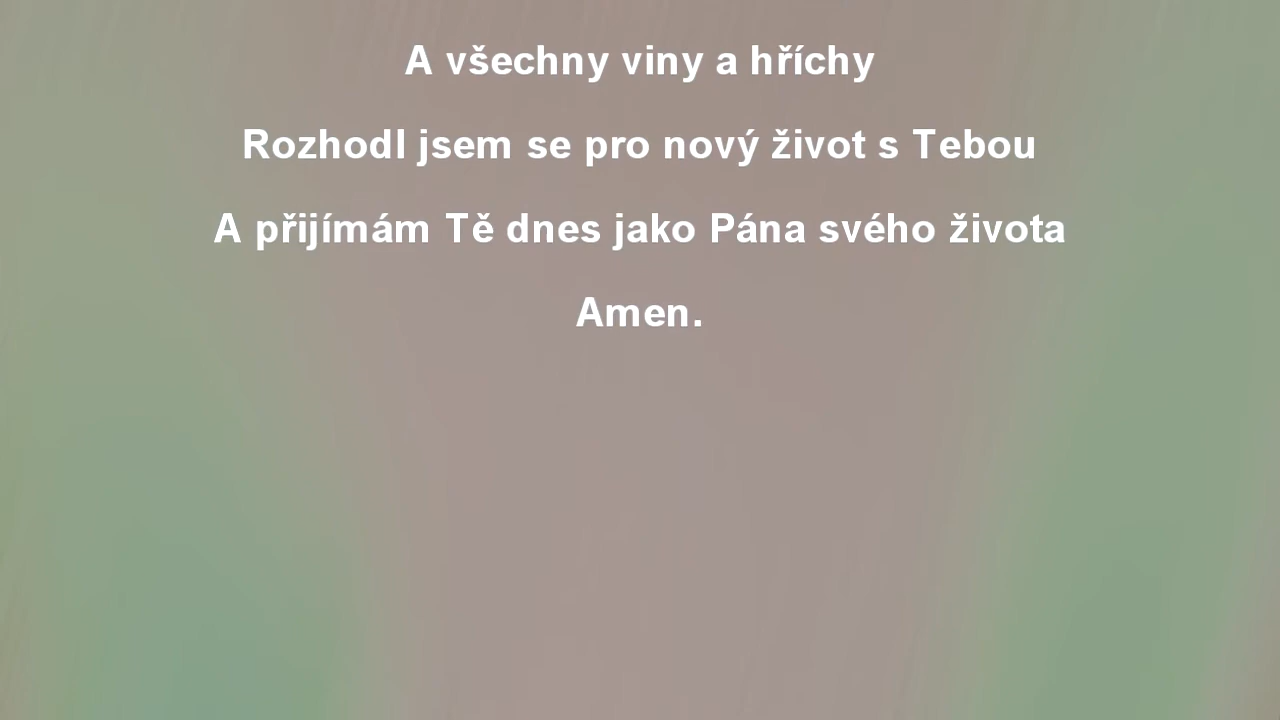 A všechny viny a hříchy
Rozhodl jsem se pro nový život s Tebou
A přijímám Tě dnes jako Pána svého života
Amen.